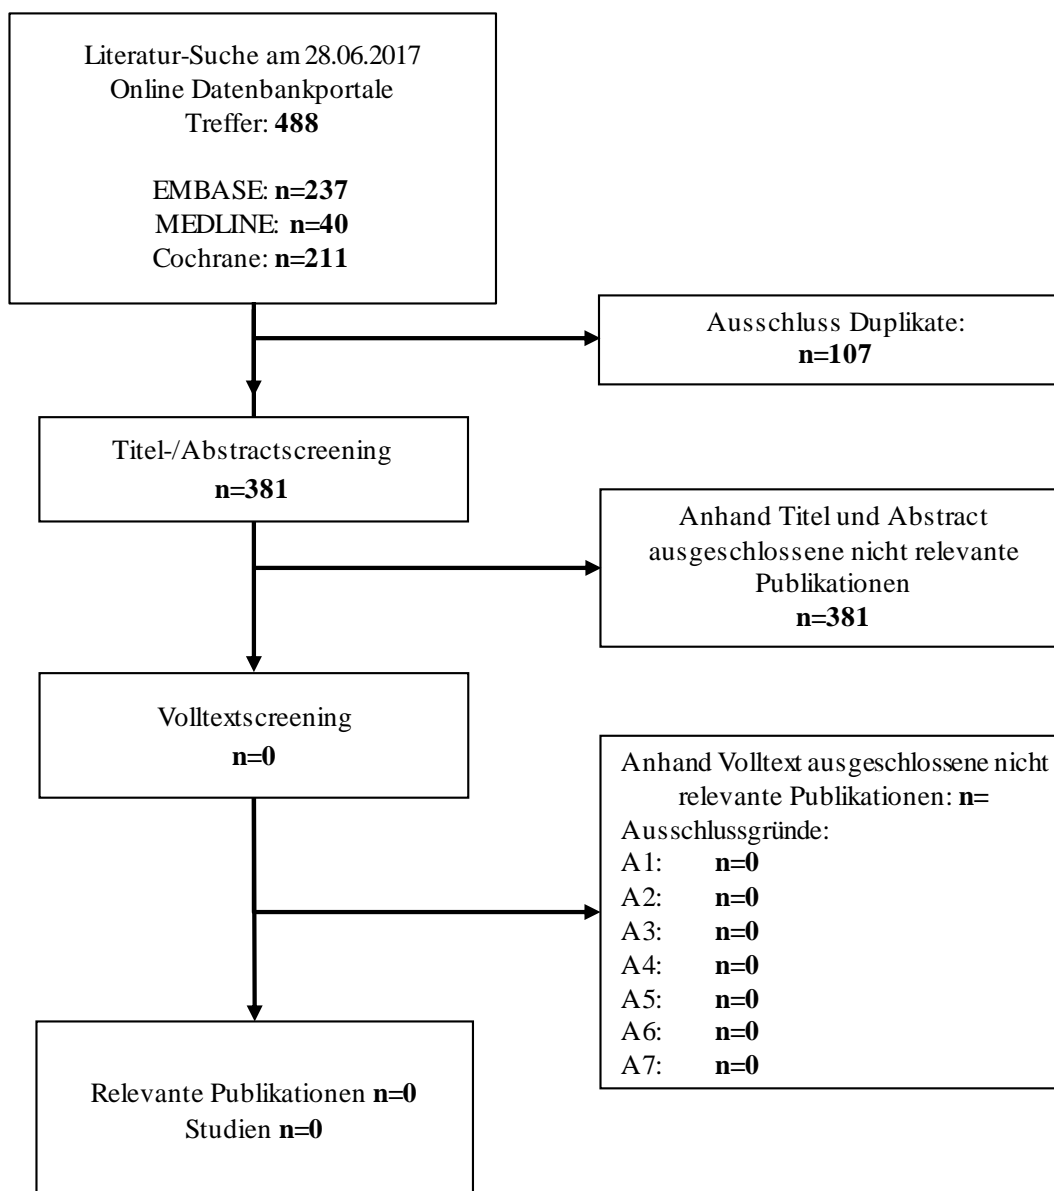 Literatur-Suche am 28.06.2017
Online Datenbankportale
Treffer: 488
EMBASE: n=237
MEDLINE: n=40
Cochrane: n=211
Ausschluss Duplikate:
n=107
Titel-/Abstractscreening
n=381
Anhand Titel und Abstract
ausgeschlossene nicht relevante
Publikationen
n=381
Volltextscreening
n=0
Anhand Volltext ausgeschlossene nicht
relevante Publikationen: n=
Ausschlussgründe:
A1: n=0
A2: n=0
A3: n=0
A4: n=0
A5: n=0
A6: n=0
A7: n=0
Relevante Publikationen n=0
Studien n=0